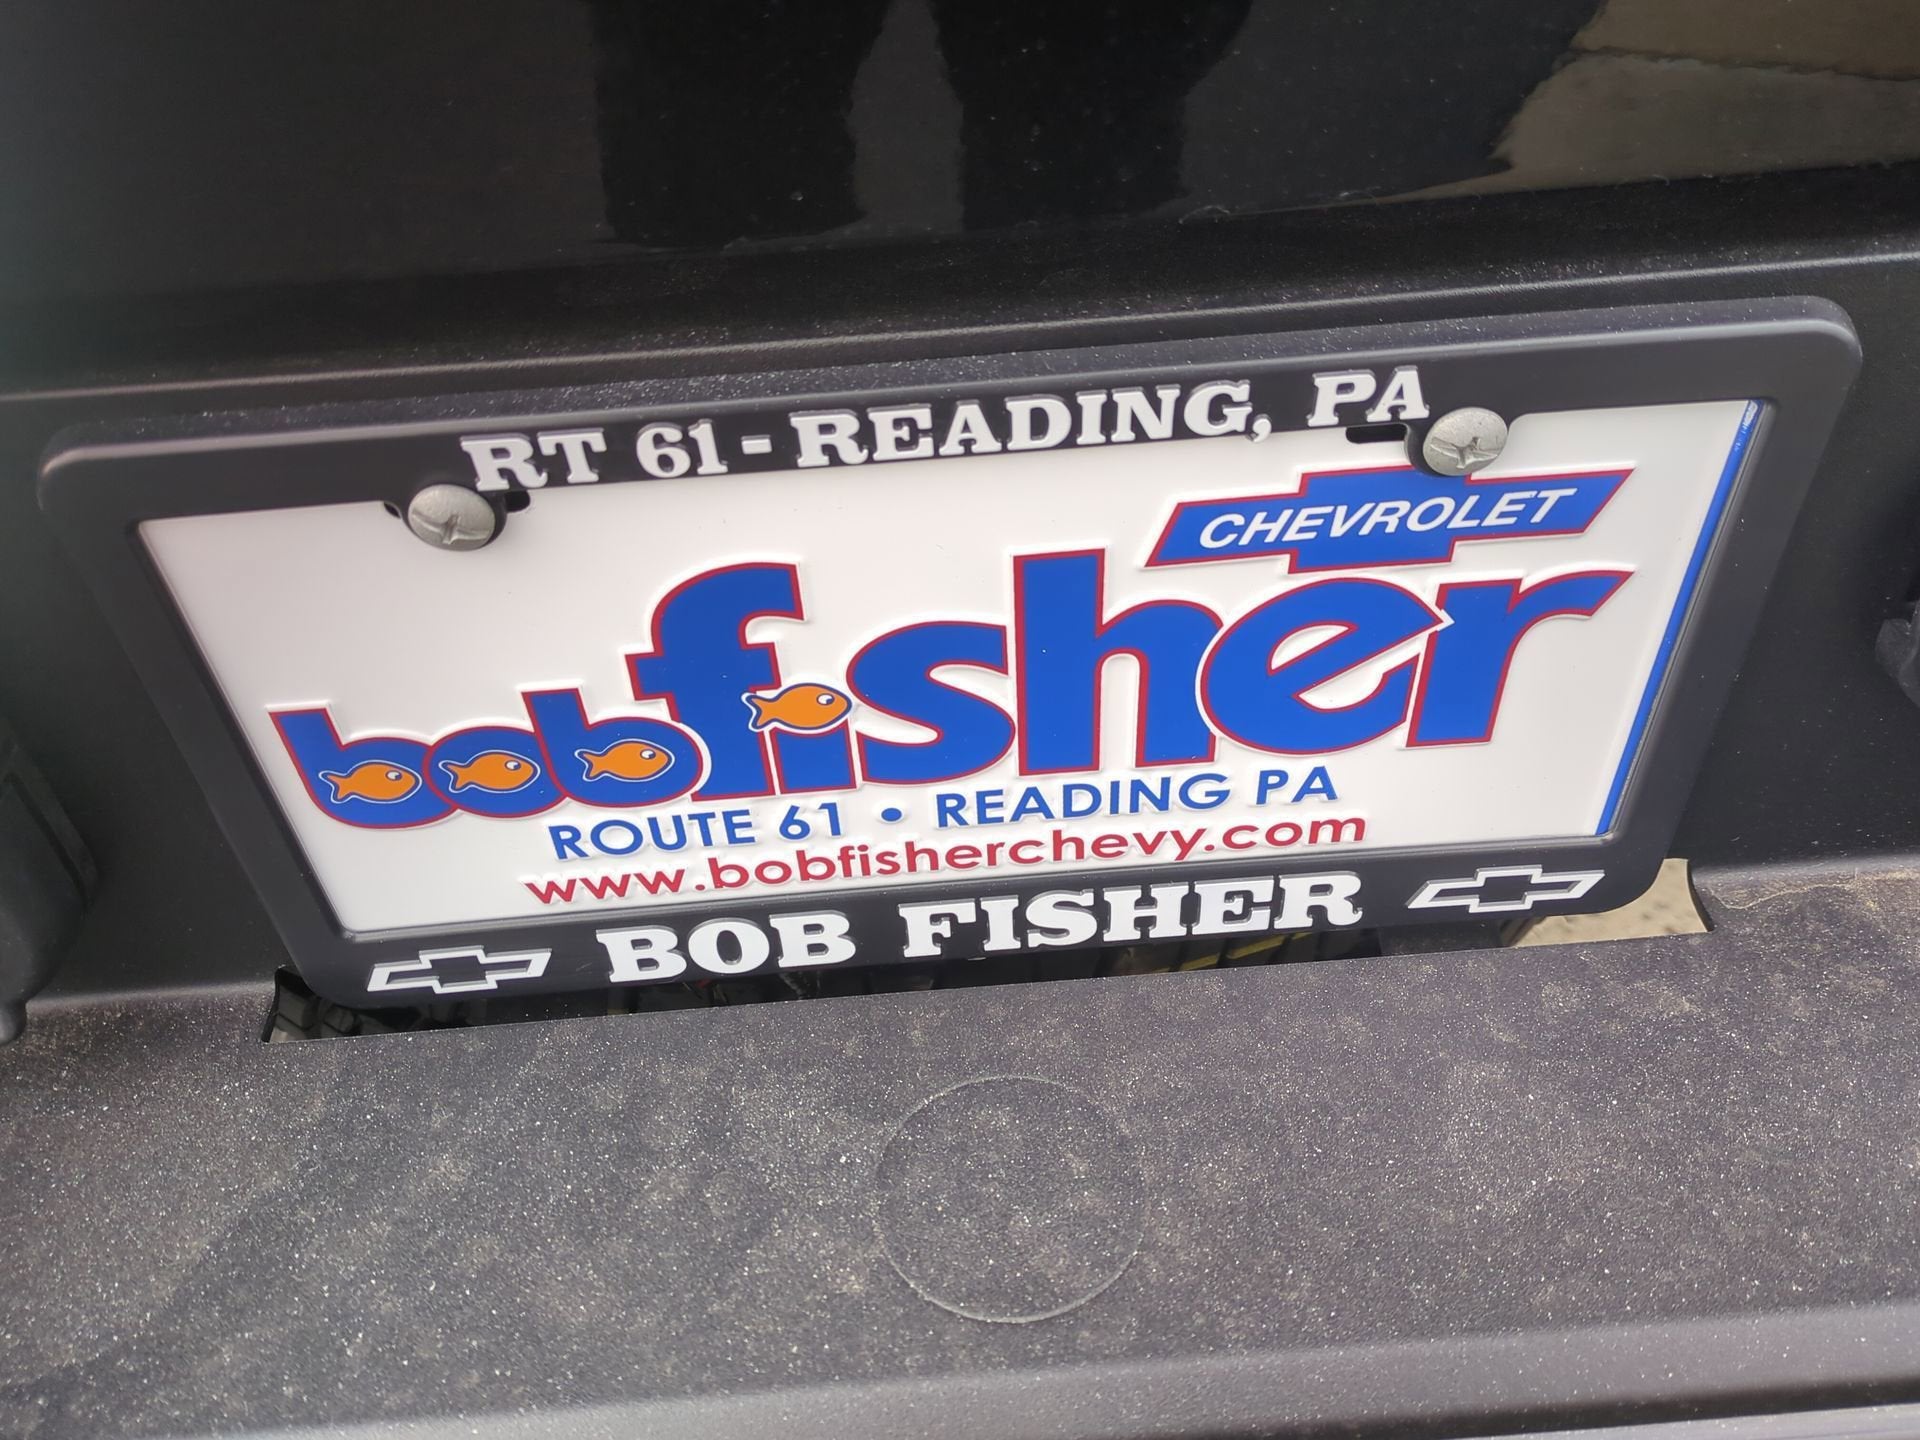 RT 61 - READING, PA
CHEVROLET
bobfisher
ROUTE 61 • READING PA
www.bobfisherchevy.com
BOB FISHER